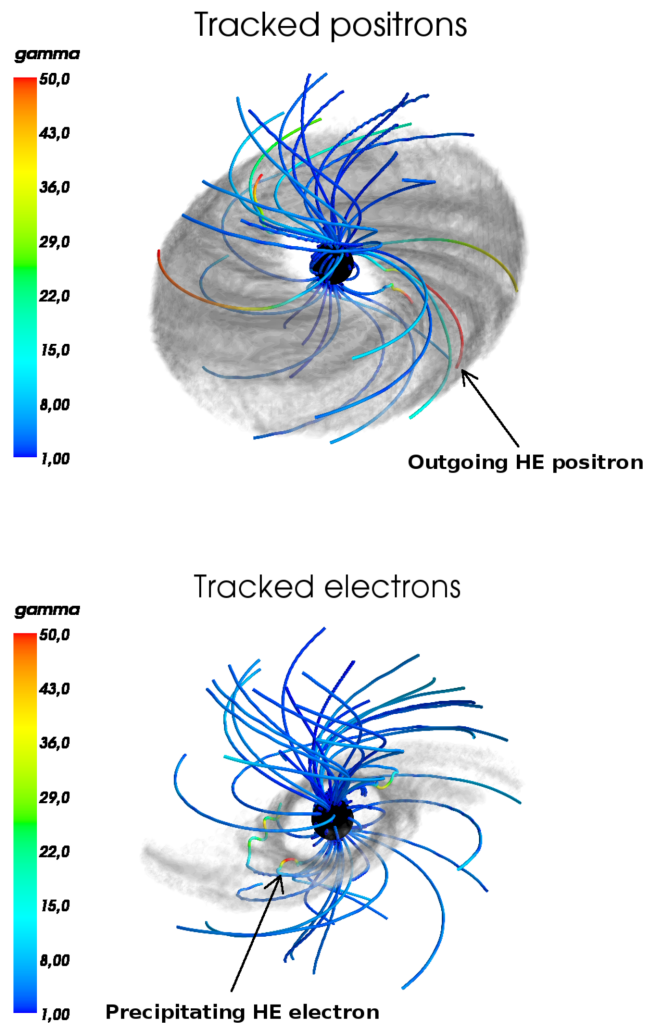 Tracked positrons
gamma
50,0
43,0
36,0
29,0
22,0
15,0
8,00
1,00
Outgoing HE positron
Tracked electrons
gamma
50,0
43,0
36,0
29,0
22,0
15,0
8,00
1,00
Precipitating HE electron